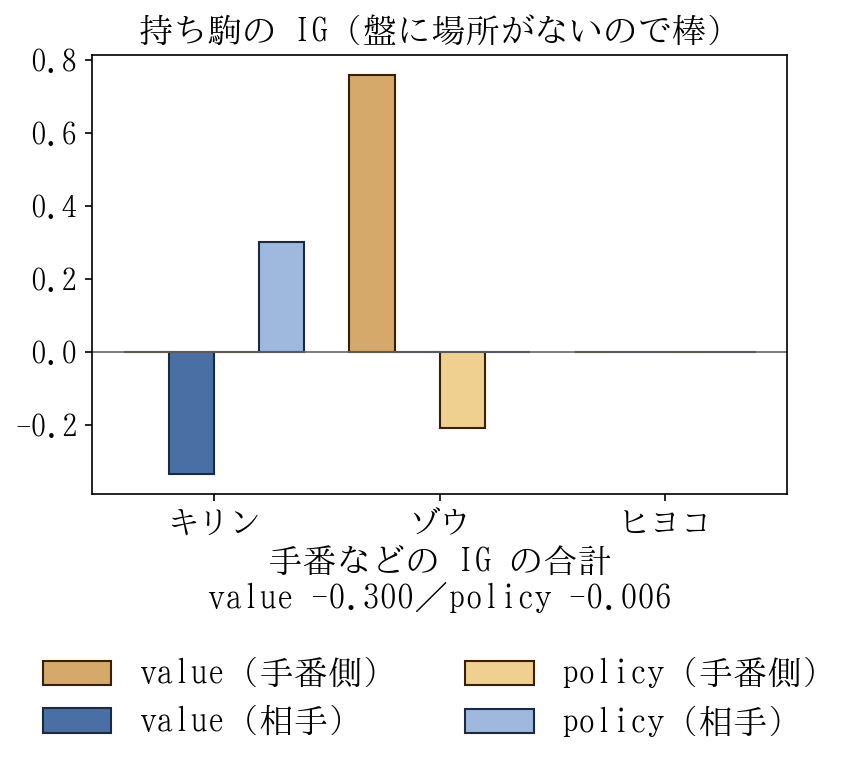 持ち駒の IG（盤に場所がないので棒）
0.8
0.6
0.4
0.2
0.0
-0.2
キリン
ゾウ
ヒヨコ
手番などの IG の合計
value -0.300／policy -0.006
value（手番側）
policy（手番側）
value（相手）
policy（相手）